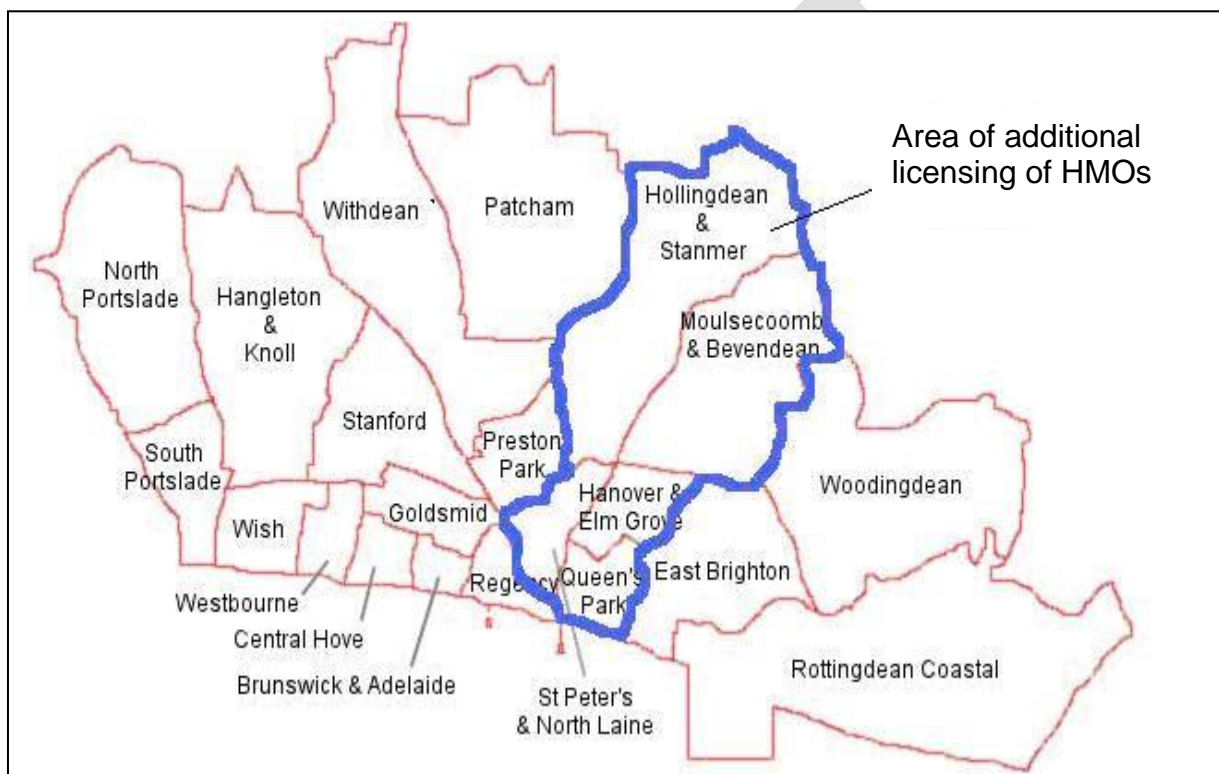 Area of additional
licensing of HMOs
Hollingdean
&
Stanmer
Withdean
Patcham
North
Portslade
Hangleton
&
Knoll
Moulsecoomb
& Bevendean
Stanford
Preston
Park
South
Portslade
Hanover &
Elm Grove
Woodingdean
Goldsmid
Wish
Regency
Queen's
Park
East Brighton
Westbourne
Central Hove
Brunswick & Adelaide
St Peter's
& North Laine
Rottingdean Coastal